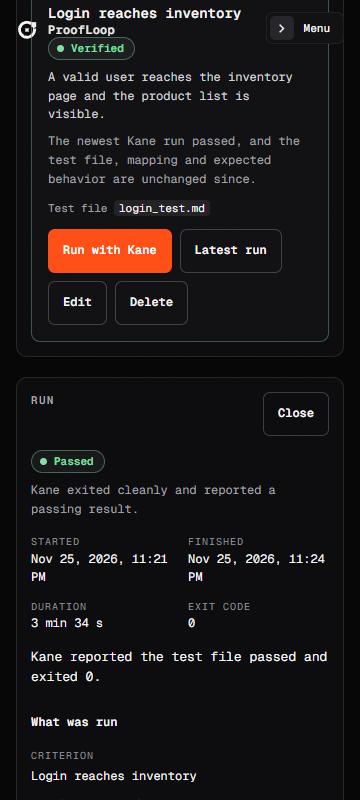 Login reaches inventory
ProofLoop
Menu
Verified
A valid user reaches the inventory
page and the product list is
visible.
The newest Kane run passed, and the
test file, mapping and expected
behavior are unchanged since.
Test file login_test.md
Run with Kane
Latest run
Edit
Delete
RUN
Close
Passed
Kane exited cleanly and reported a
passing result.
STARTED
FINISHED
Nov 25, 2026, 11:21
PM
Nov 25, 2026, 11:24
PM
DURATION
EXIT CODE
3 min 34 s
0
Kane reported the test file passed and
exited 0.
What was run
CRITERION
Login reaches inventory